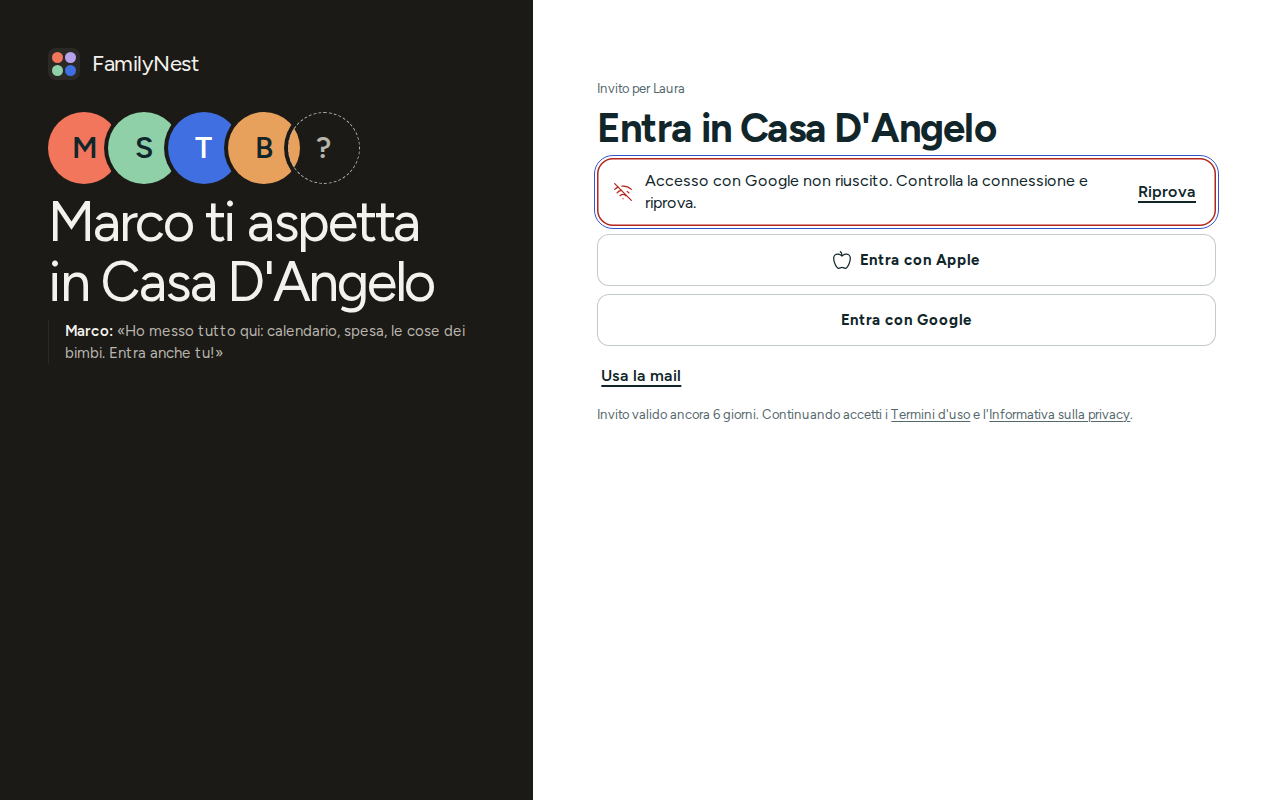 FamilyNest
M S T B ?
Marco ti aspetta
in Casa D'Angelo
Marco: «Ho messo tutto qui: calendario, spesa, le cose dei
bimbi. Entra anche tu!»
Invito per Laura
Entra in Casa D'Angelo
Accesso con Google non riuscito. Controlla la connessione e
riprova.
Riprova
Entra con Apple
Entra con Google
Usa la mail
Invito valido ancora 6 giorni. Continuando accetti i Termini d'uso e l'Informativa sulla privacy.